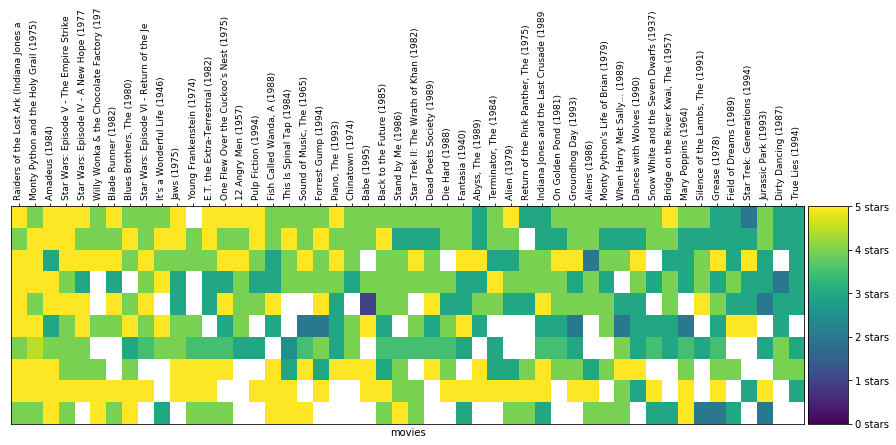 Raiders of the Lost Ark (Indiana Jones a
Monty Python and the Holy Grail (1975)
Amadeus (1984)
Star Wars: Episode V - The Empire Strike
Star Wars: Episode IV - A New Hope (1977
Willy Wonka & the Chocolate Factory (197
Blade Runner (1982)
Blues Brothers, The (1980)
Star Wars: Episode VI - Return of the Je
It's a Wonderful Life (1946)
Jaws (1975)
Young Frankenstein (1974)
E.T. the Extra-Terrestrial (1982)
One Flew Over the Cuckoo's Nest (1975)
12 Angry Men (1957)
Pulp Fiction (1994)
Fish Called Wanda, A (1988)
This Is Spinal Tap (1984)
Sound of Music, The (1965)
Forrest Gump (1994)
Piano, The (1993)
Chinatown (1974)
Babe (1995)
Back to the Future (1985)
Stand by Me (1986)
Star Trek II: The Wrath of Khan (1982)
Dead Poets Society (1989)
Die Hard (1988)
Fantasia (1940)
Abyss, The (1989)
Terminator, The (1984)
Alien (1979)
Return of the Pink Panther, The (1975)
Indiana Jones and the Last Crusade (1989
On Golden Pond (1981)
Groundhog Day (1993)
Aliens (1986)
Monty Python's Life of Brian (1979)
When Harry Met Sally... (1989)
Dances with Wolves (1990)
Snow White and the Seven Dwarfs (1937)
Bridge on the River Kwai, The (1957)
Mary Poppins (1964)
Silence of the Lambs, The (1991)
Grease (1978)
Field of Dreams (1989)
Star Trek: Generations (1994)
Jurassic Park (1993)
Dirty Dancing (1987)
True Lies (1994)
5 stars
4 stars
3 stars
2 stars
1 stars
0 stars
movies